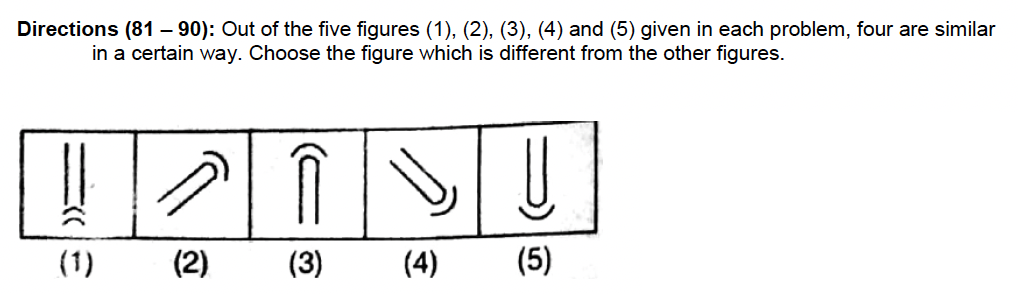 Directions (81 – 90): Out of the five figures (1), (2), (3), (4) and (5) given in each problem, four are similar
in a certain way. Choose the figure which is different from the other figures.
(1) (2) (3) (4) (5)